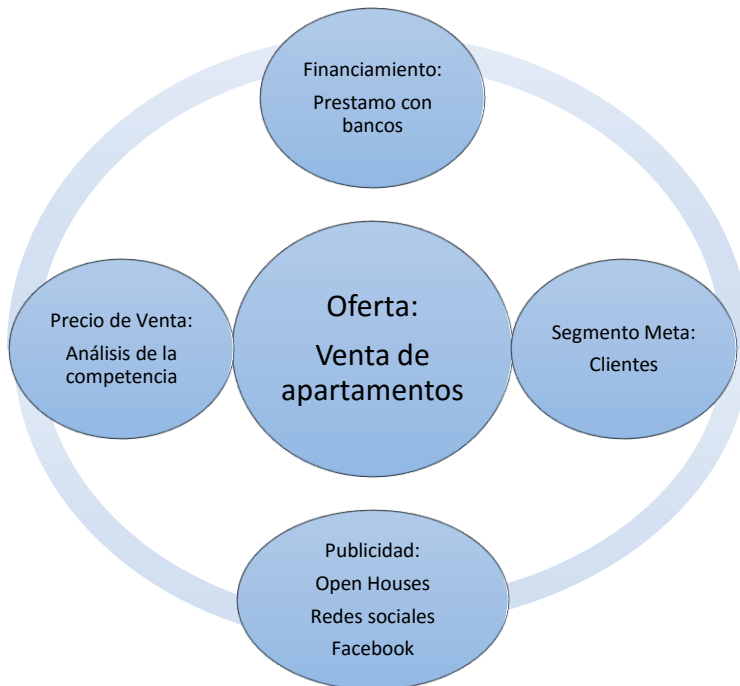 Financiamiento:
Prestamo con
bancos
Oferta:
Venta de
apartamentos
Precio de Venta:
Análisis de la
competencia
Segmento Meta:
Clientes
Publicidad:
Open Houses
Redes sociales
Facebook